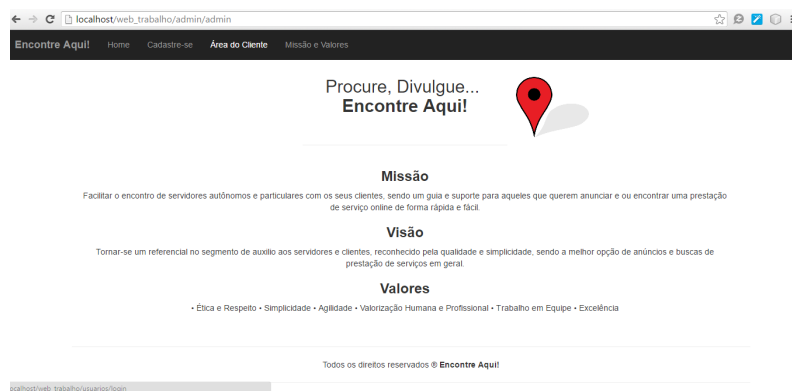 localhost/web_trabalho/admin/admin
Encontre Aqui! Home Cadastre-se Área do Cliente Missão e Valores
Procure, Divulgue...
Encontre Aqui!
Missão
Facilitar o encontro de servidores autônomos e particulares com os seus clientes, sendo um guia e suporte para aqueles que querem anunciar e ou encontrar uma prestação
de serviço online de forma rápida e fácil.
Visão
Tornar-se um referencial no segmento de auxilio aos servidores e clientes, reconhecido pela qualidade e simplicidade, sendo a melhor opção de anúncios e buscas de
prestação de serviços em geral.
Valores
• Ética e Respeito • Simplicidade • Agilidade • Valorização Humana e Profissional • Trabalho em Equipe • Excelência
Todos os direitos reservados ® Encontre Aqui!
ocalhost/web_trabalho/usuarios/login